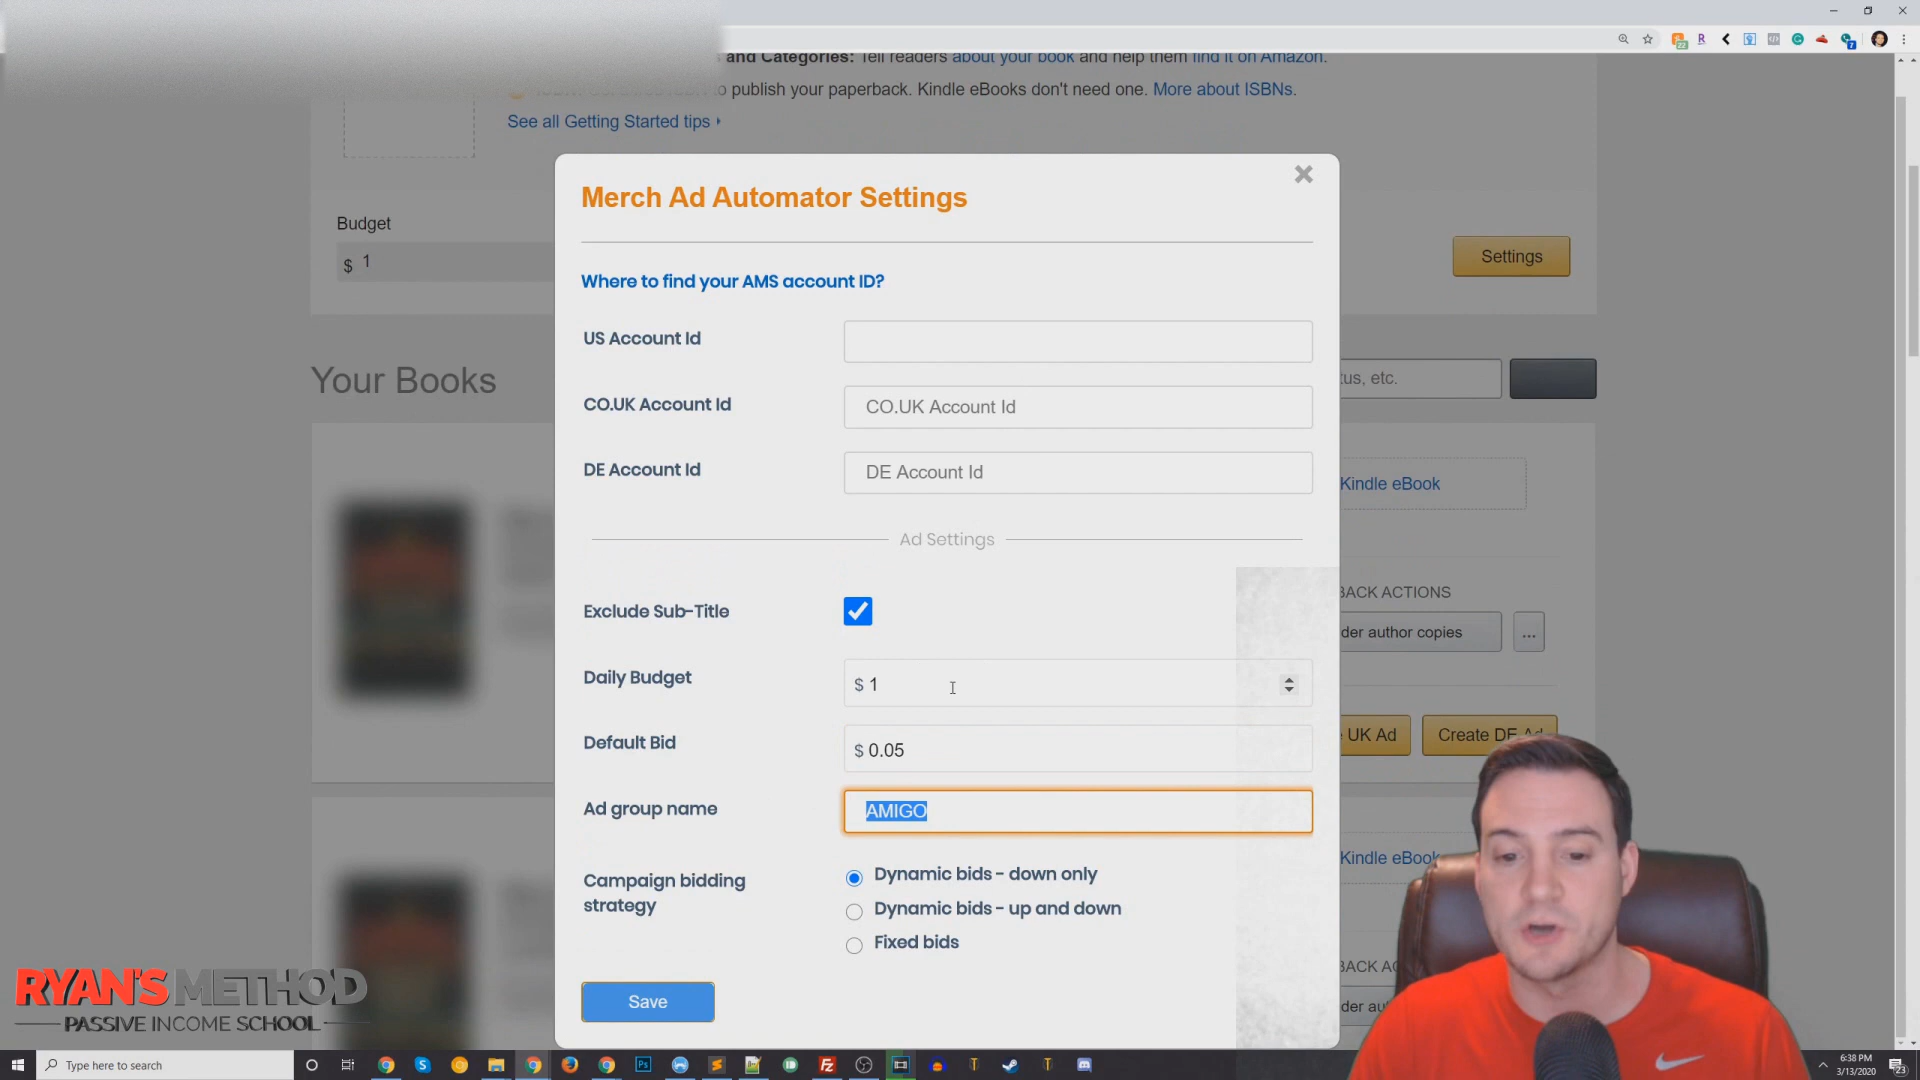 and Categories: Tell readers about your book and help them find it on Amazon.
to publish your paperback. Kindle eBooks don't need one. More about ISBNs.
See all Getting Started tips
Budget
$ 1
Settings
Your Books
tus, etc.
Merch Ad Automator Settings
Where to find your AMS account ID?
US Account Id
CO.UK Account Id
CO.UK Account Id
DE Account Id
DE Account Id
Kindle eBook
Ad Settings
BACK ACTIONS
Exclude Sub-Title
der author copies
...
Daily Budget
$ 1
Default Bid
$ 0.05
UK Ad
Create DE Ad
Ad group name
AMIGO
Kindle eBook
Campaign bidding
strategy
Dynamic bids - down only
Dynamic bids - up and down
Fixed bids
BACK AC
der au
Save
RYAN'S METHOD
PASSIVE INCOME SCHOOL
Type here to search
6:38 PM
3/13/2020
23